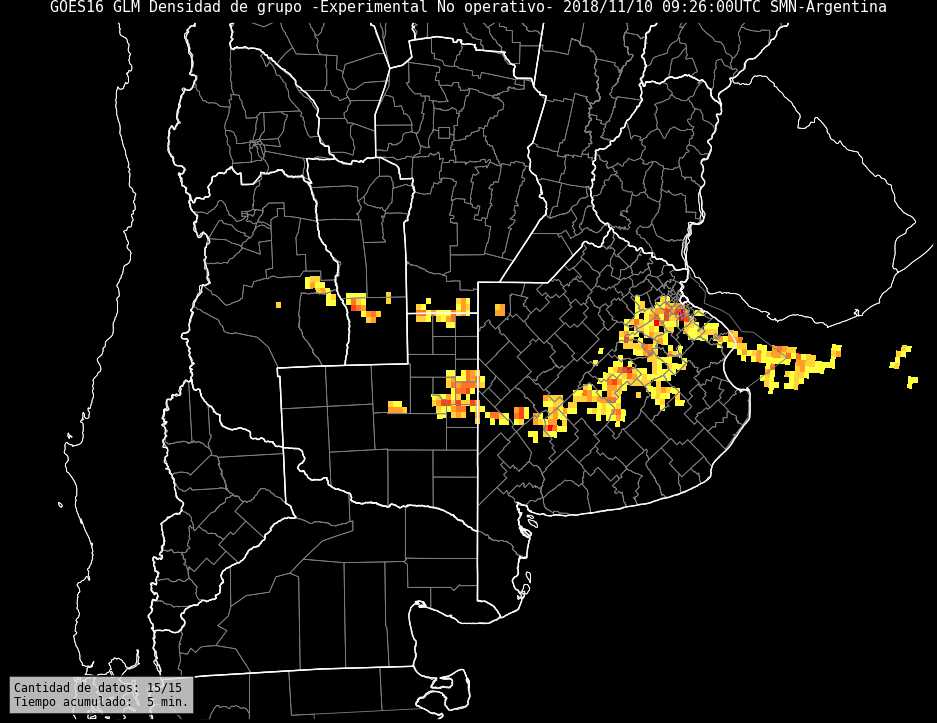 GOES16 GLM Densidad de grupo -Experimental No operativo- 2018/11/10 09:26:00UTC SMN-Argentina
Cantidad de datos: 15/15
Tiempo acumulado:  5 min.